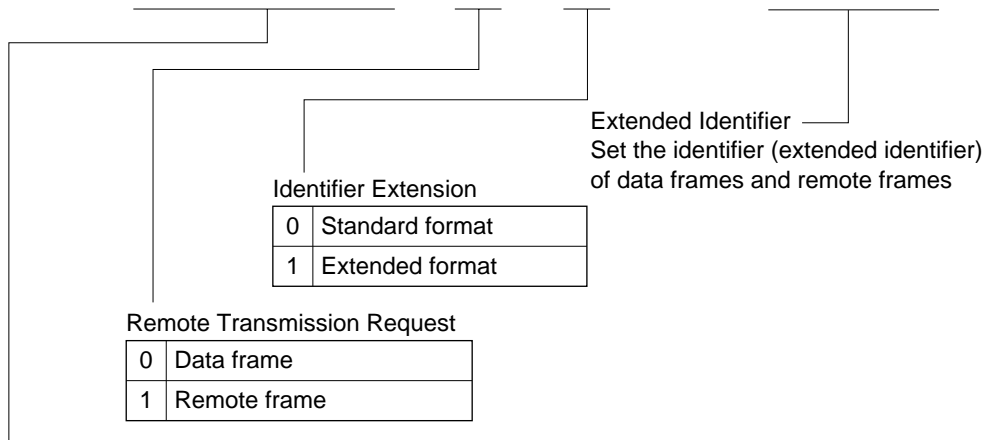 Extended Identifier
Set the identifier (extended identifier)
of data frames and remote frames
Identifier Extension
0 Standard format
1 Extended format
Remote Transmission Request
0 Data frame
1 Remote frame